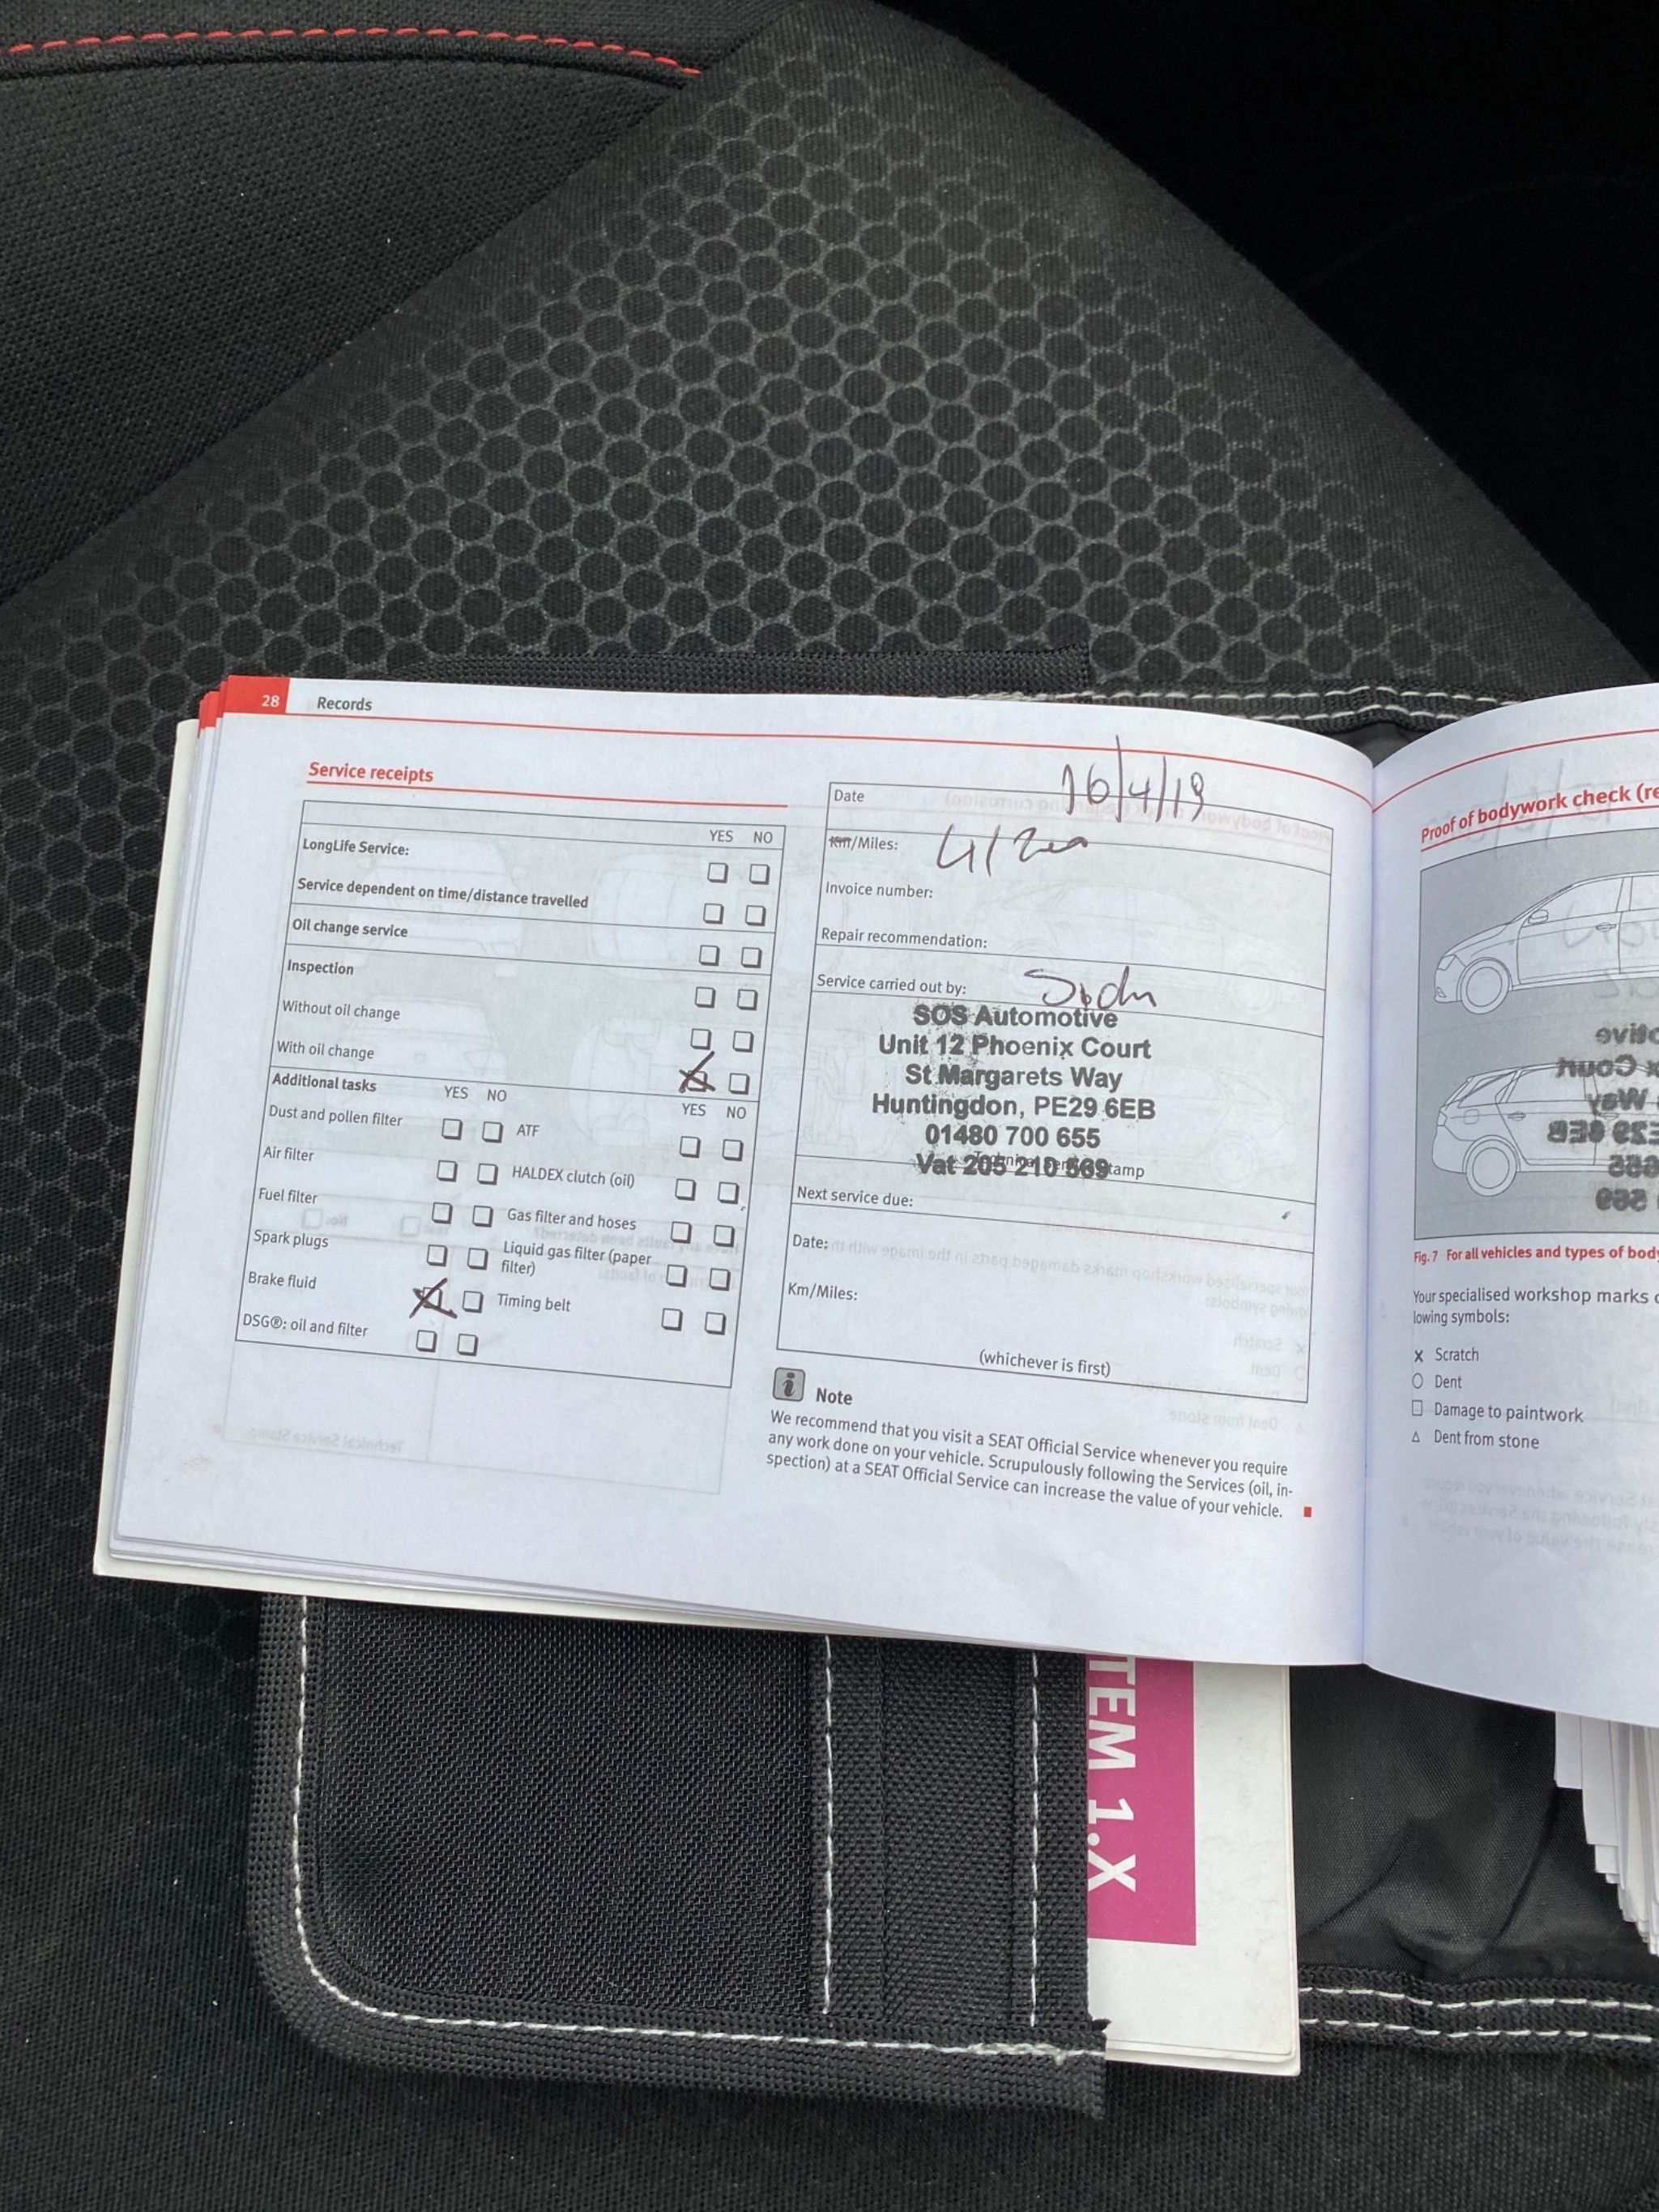 28 Records
Service receipts
YES NO
LongLife Service:
Service dependent on time/distance travelled
Oil change service
Inspection
Without oil change
With oil change
Additional tasks YES NO YES NO
Dust and pollen filter ATF
Air filter HALDEX clutch (oil)
Fuel filter Gas filter and hoses
Spark plugs Liquid gas filter (paper
filter)
Brake fluid Timing belt
DSG®: oil and filter
Date 16/4/19
Km/Miles:
Invoice number:
Repair recommendation:
Service carried out by:
SOS Automotive
Unit 12 Phoenix Court
St Margarets Way
Huntingdon, PE29 6EB
01480 700 655
Vat 205 210 569
Next service due:
Date:
Km/Miles:
(whichever is first)
i Note
We recommend that you visit a SEAT Official Service whenever you require
any work done on your vehicle. Scrupulously following the Services (oil, in-
spection) at a SEAT Official Service can increase the value of your vehicle.
Proof of bodywork check (re
Fig. 7 For all vehicles and types of body
Your specialised workshop marks
lowing symbols:
X Scratch
O Dent
□ Damage to paintwork
△ Dent from stone
TEM 1.X